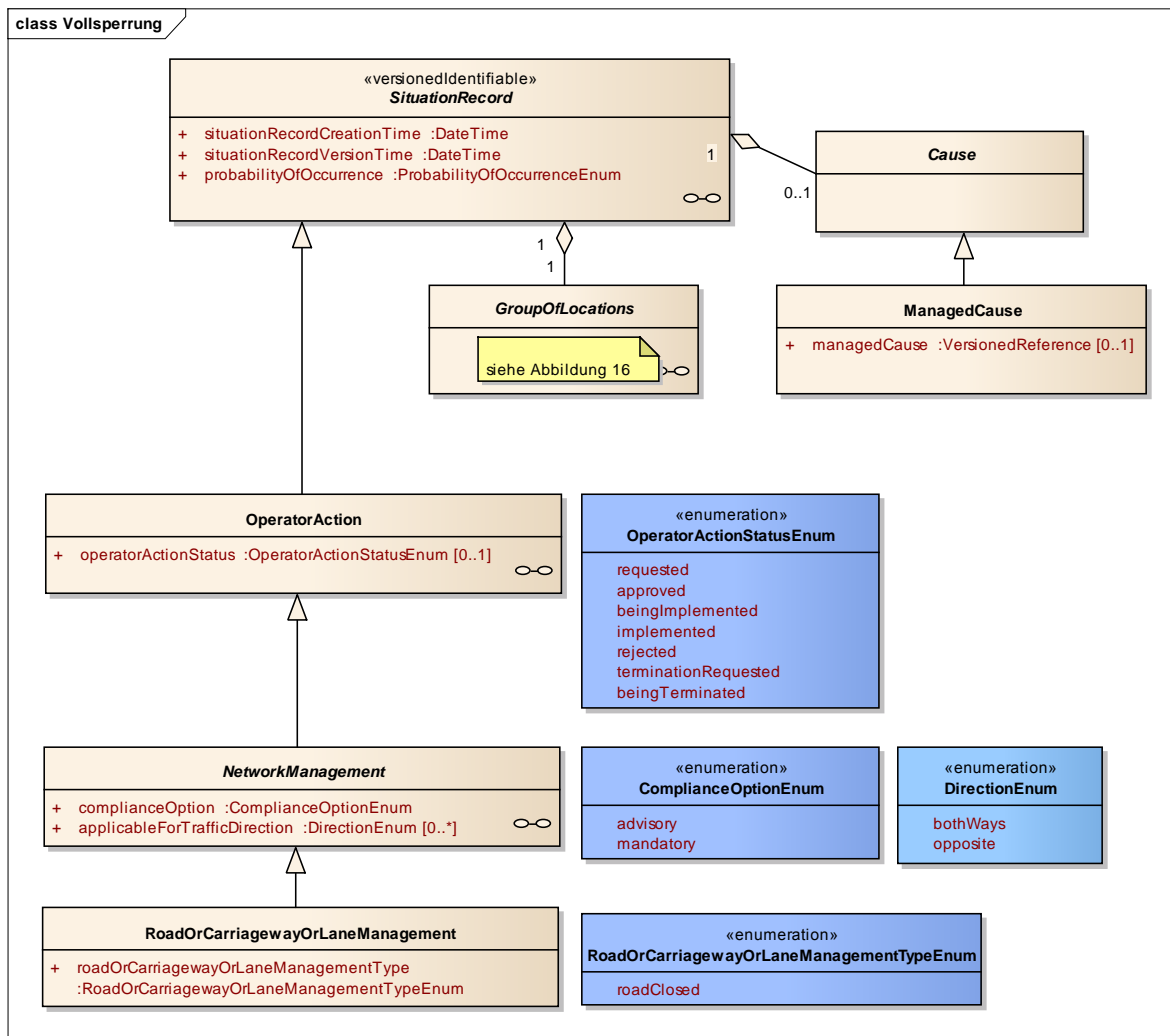 class Vollsperrung
«versionedIdentifiable»
SituationRecord
+ situationRecordCreationTime :DateTime
+ situationRecordVersionTime :DateTime
+ probabilityOfOccurrence :ProbabilityOfOccurrenceEnum
1
0..1
Cause
1
1
GroupOfLocations
siehe Abbildung 16
ManagedCause
+ managedCause :VersionedReference [0..1]
OperatorAction
+ operatorActionStatus :OperatorActionStatusEnum [0..1]
«enumeration»
OperatorActionStatusEnum
requested
approved
beingImplemented
implemented
rejected
terminationRequested
beingTerminated
NetworkManagement
+ complianceOption :ComplianceOptionEnum
+ applicableForTrafficDirection :DirectionEnum [0..*]
«enumeration»
ComplianceOptionEnum
advisory
mandatory
«enumeration»
DirectionEnum
bothWays
opposite
RoadOrCarriagewayOrLaneManagement
+ roadOrCarriagewayOrLaneManagementType
:RoadOrCarriagewayOrLaneManagementTypeEnum
«enumeration»
RoadOrCarriagewayOrLaneManagementTypeEnum
roadClosed